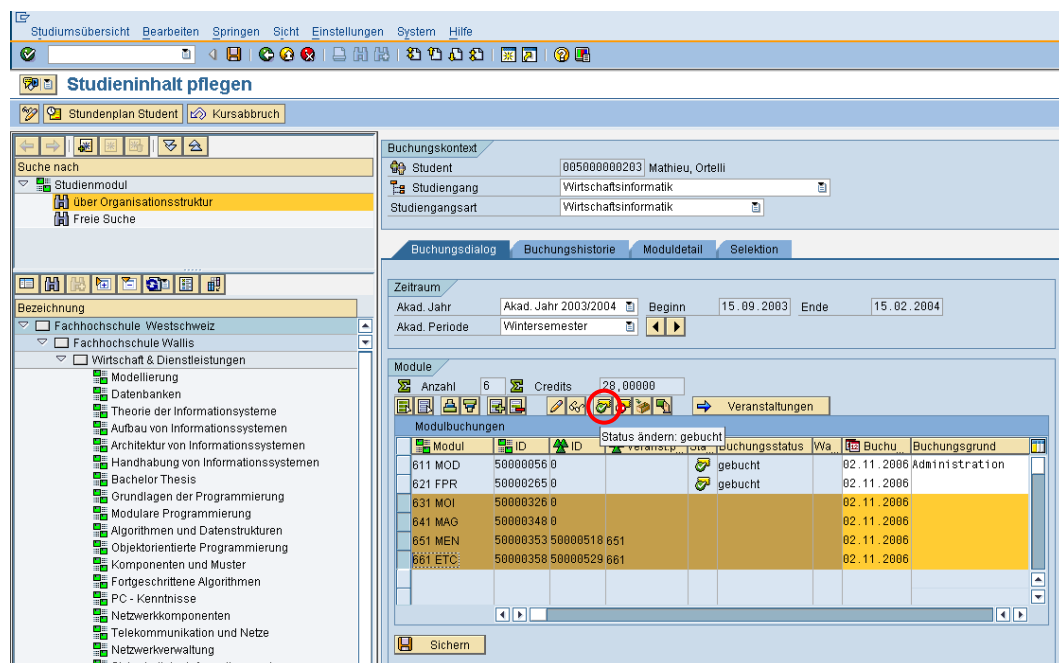 Studiumsübersicht Bearbeiten Springen Sicht Einstellungen System Hilfe
Studieninhalt pflegen
Stundenplan Student Kursabbruch
Suche nach
Studienmodul
über Organisationsstruktur
Freie Suche
Bezeichnung
Fachhochschule Westschweiz
Fachhochschule Wallis
Wirtschaft & Dienstleistungen
Modellierung
Datenbanken
Theorie der Informationsysteme
Aufbau von Informationssystemen
Architektur von Informationssystemen
Handhabung von Informationssystemen
Bachelor Thesis
Grundlagen der Programmierung
Modulare Programmierung
Algorithmen und Datenstrukturen
Objektorientierte Programmierung
Komponenten und Muster
Fortgeschrittene Algorithmen
PC - Kenntnisse
Netzwerkkomponenten
Telekommunikation und Netze
Netzwerkverwaltung
Buchungskontext
Student 005000000203 Mathieu, Ortelli
Studiengang Wirtschaftsinformatik
Studiengangsart Wirtschaftsinformatik
Buchungsdialog Buchungshistorie Moduldetail Selektion
Zeitraum
Akad. Jahr Akad. Jahr 2003/2004 Beginn 15.09.2003 Ende 15.02.2004
Akad. Periode Wintersemester
Module
Anzahl 6 Credits 28,00000
Veranstaltungen
Modulbuchungen
Status ändern: gebucht
Modul ID ID Buchungsstatus Wa... Buchu... Buchungsgrund
611 MOD 50000056 0 gebucht 02.11.2006 Administration
621 FPR 50000265 0 gebucht 02.11.2006
631 MOI 50000326 0 02.11.2006
641 MAG 50000348 0 02.11.2006
651 MEN 50000353 50000518 651 02.11.2006
661 ETC 50000358 50000529 661 02.11.2006
Sichern